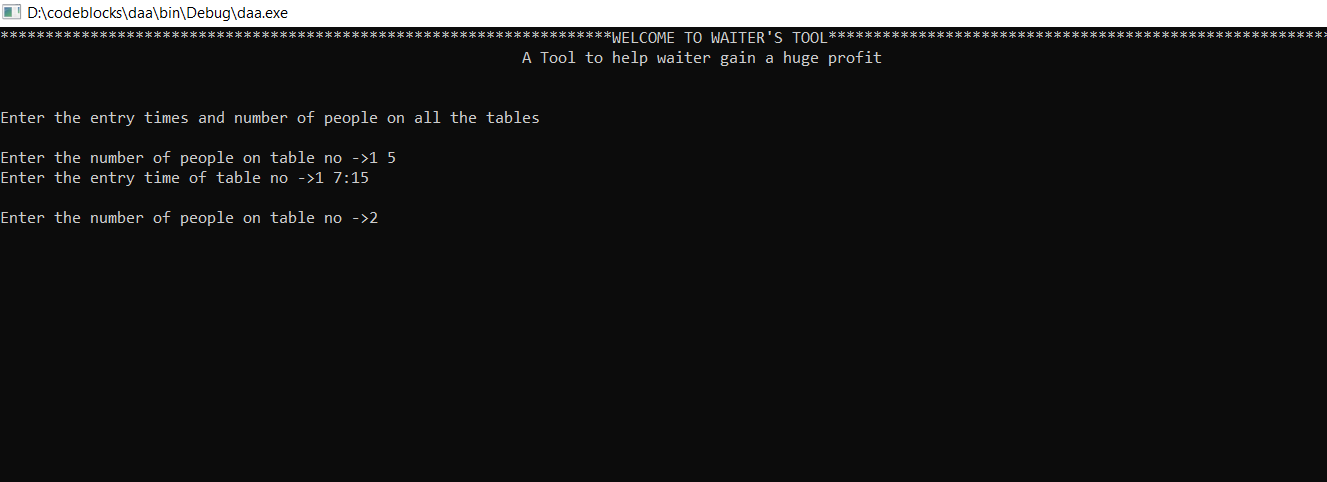 D:\codeblocks\daa\bin\Debug\daa.exe
********************************************************************WELCOME TO WAITER'S TOOL********************************************************
A Tool to help waiter gain a huge profit
Enter the entry times and number of people on all the tables
Enter the number of people on table no ->1 5
Enter the entry time of table no ->1 7:15
Enter the number of people on table no ->2